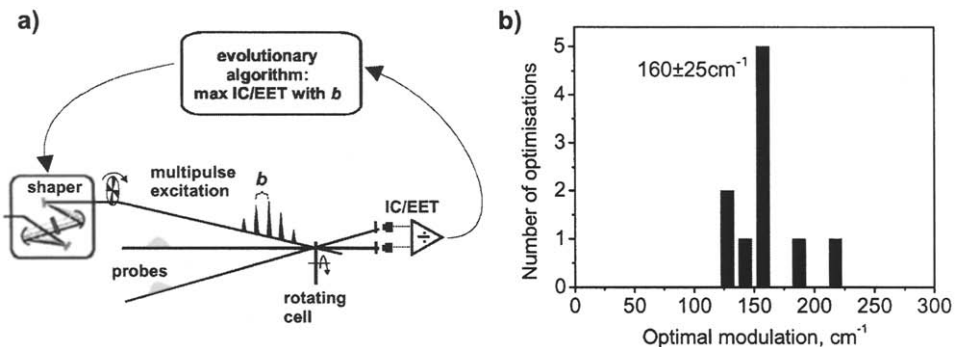 a)
evolutionary
algorithm:
max IC/EET with b
shaper
multipulse
excitation
b
IC/EET
÷
probes
rotating
cell
b)
Number of optimisations
5
4
3
2
1
0
160±25cm⁻¹
0 50 100 150 200 250 300
Optimal modulation, cm⁻¹